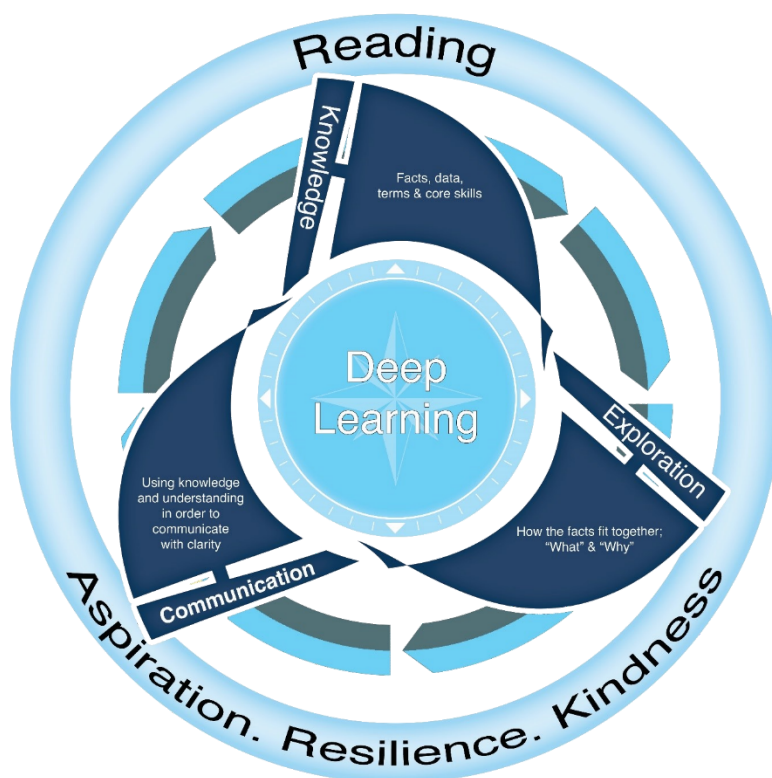 Reading
Knowledge
Facts, data,
terms & core skills
Deep
Learning
Exploration
How the facts fit together;
“What” & “Why”
Using knowledge
and understanding
in order to
communicate
with clarity
Communication
Aspiration. Resilience. Kindness